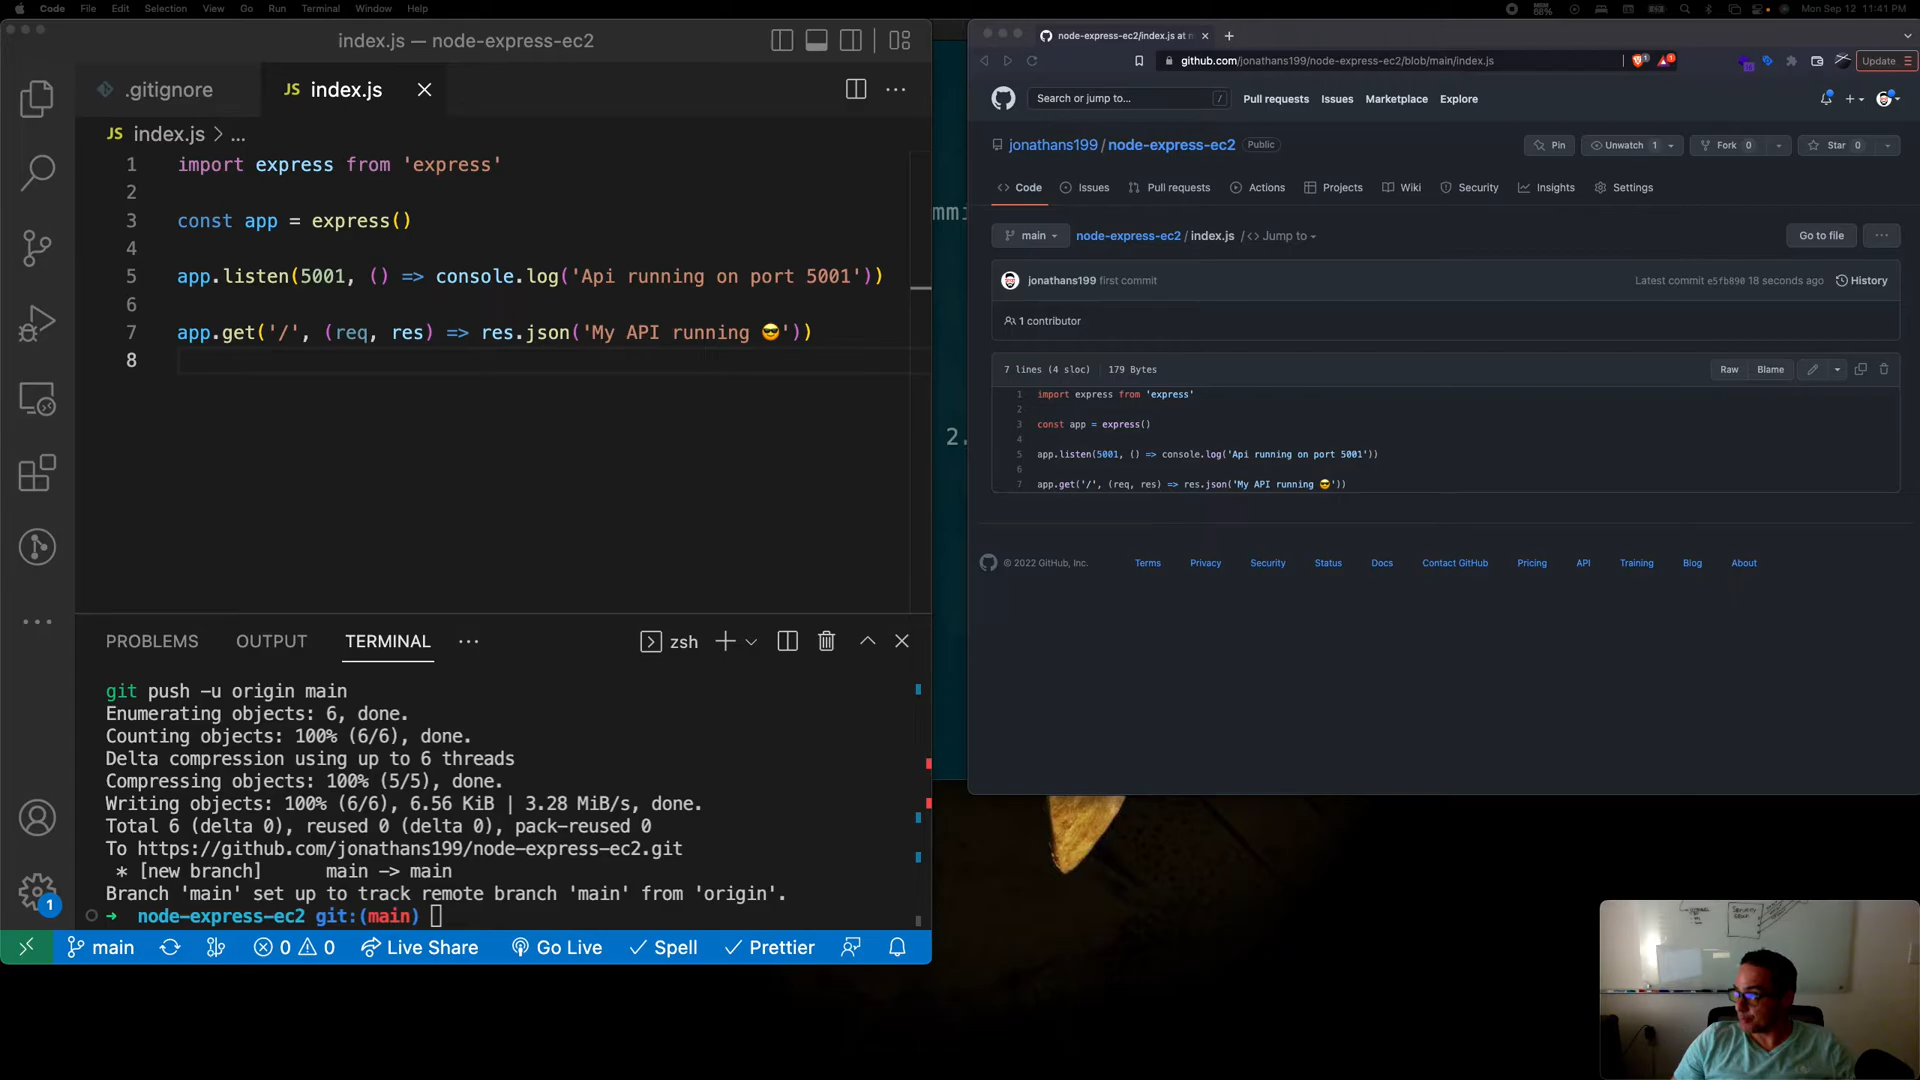 Code File Edit Selection View Go Run Terminal Window Help
MEM 68% Mon Sep 12 11:41 PM
index.js — node-express-ec2
.gitignore
JS index.js
JS index.js > ...
1 import express from 'express'
2
3 const app = express()
4
5 app.listen(5001, () => console.log('Api running on port 5001'))
6
7 app.get('/', (req, res) => res.json('My API running 😎'))
8
PROBLEMS OUTPUT TERMINAL ... zsh
git push -u origin main
Enumerating objects: 6, done.
Counting objects: 100% (6/6), done.
Delta compression using up to 6 threads
Compressing objects: 100% (5/5), done.
Writing objects: 100% (6/6), 6.56 KiB | 3.28 MiB/s, done.
Total 6 (delta 0), reused 0 (delta 0), pack-reused 0
To https://github.com/jonathans199/node-express-ec2.git
* [new branch] main -> main
Branch 'main' set up to track remote branch 'main' from 'origin'.
→ node-express-ec2 git:(main)
1
main 0 0 Live Share Go Live Spell Prettier
mmi
2.
node-express-ec2/index.js at m
github.com/jonathans199/node-express-ec2/blob/main/index.js 1 1 Update
Search or jump to... / Pull requests Issues Marketplace Explore
jonathans199 / node-express-ec2 Public Pin Unwatch 1 Fork 0 Star 0
Code Issues Pull requests Actions Projects Wiki Security Insights Settings
main node-express-ec2 / index.js <> Jump to Go to file ...
jonathans199 first commit Latest commit e5fb890 18 seconds ago History
1 contributor
7 lines (4 sloc) 179 Bytes Raw Blame
1 import express from 'express'
2
3 const app = express()
4
5 app.listen(5001, () => console.log('Api running on port 5001'))
6
7 app.get('/', (req, res) => res.json('My API running 😎'))
© 2022 GitHub, Inc. Terms Privacy Security Status Docs Contact GitHub Pricing API Training Blog About